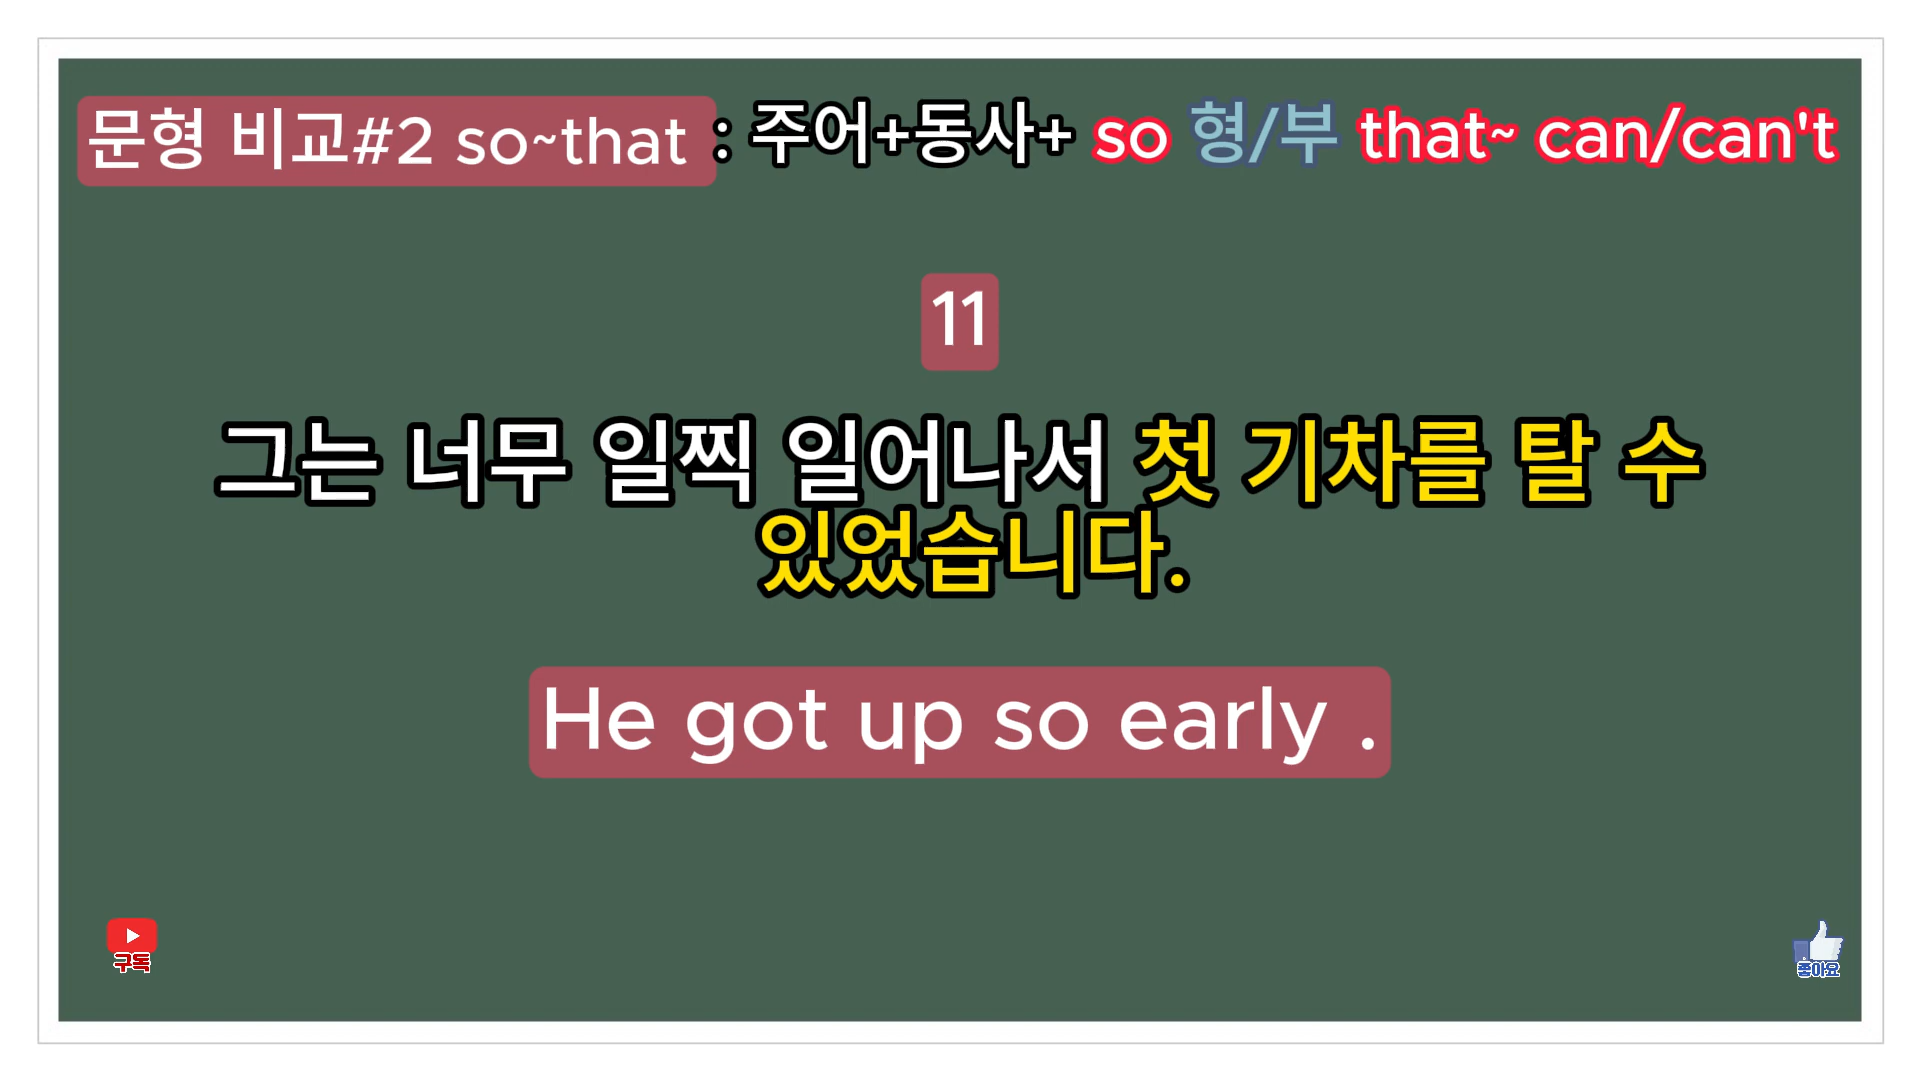 문형 비교#2 so~that : 주어+동사+ so 형/부 that~ can/can't
11
그는 너무 일찍 일어나서 첫 기차를 탈 수
있었습니다.
He got up so early .
구독
좋아요